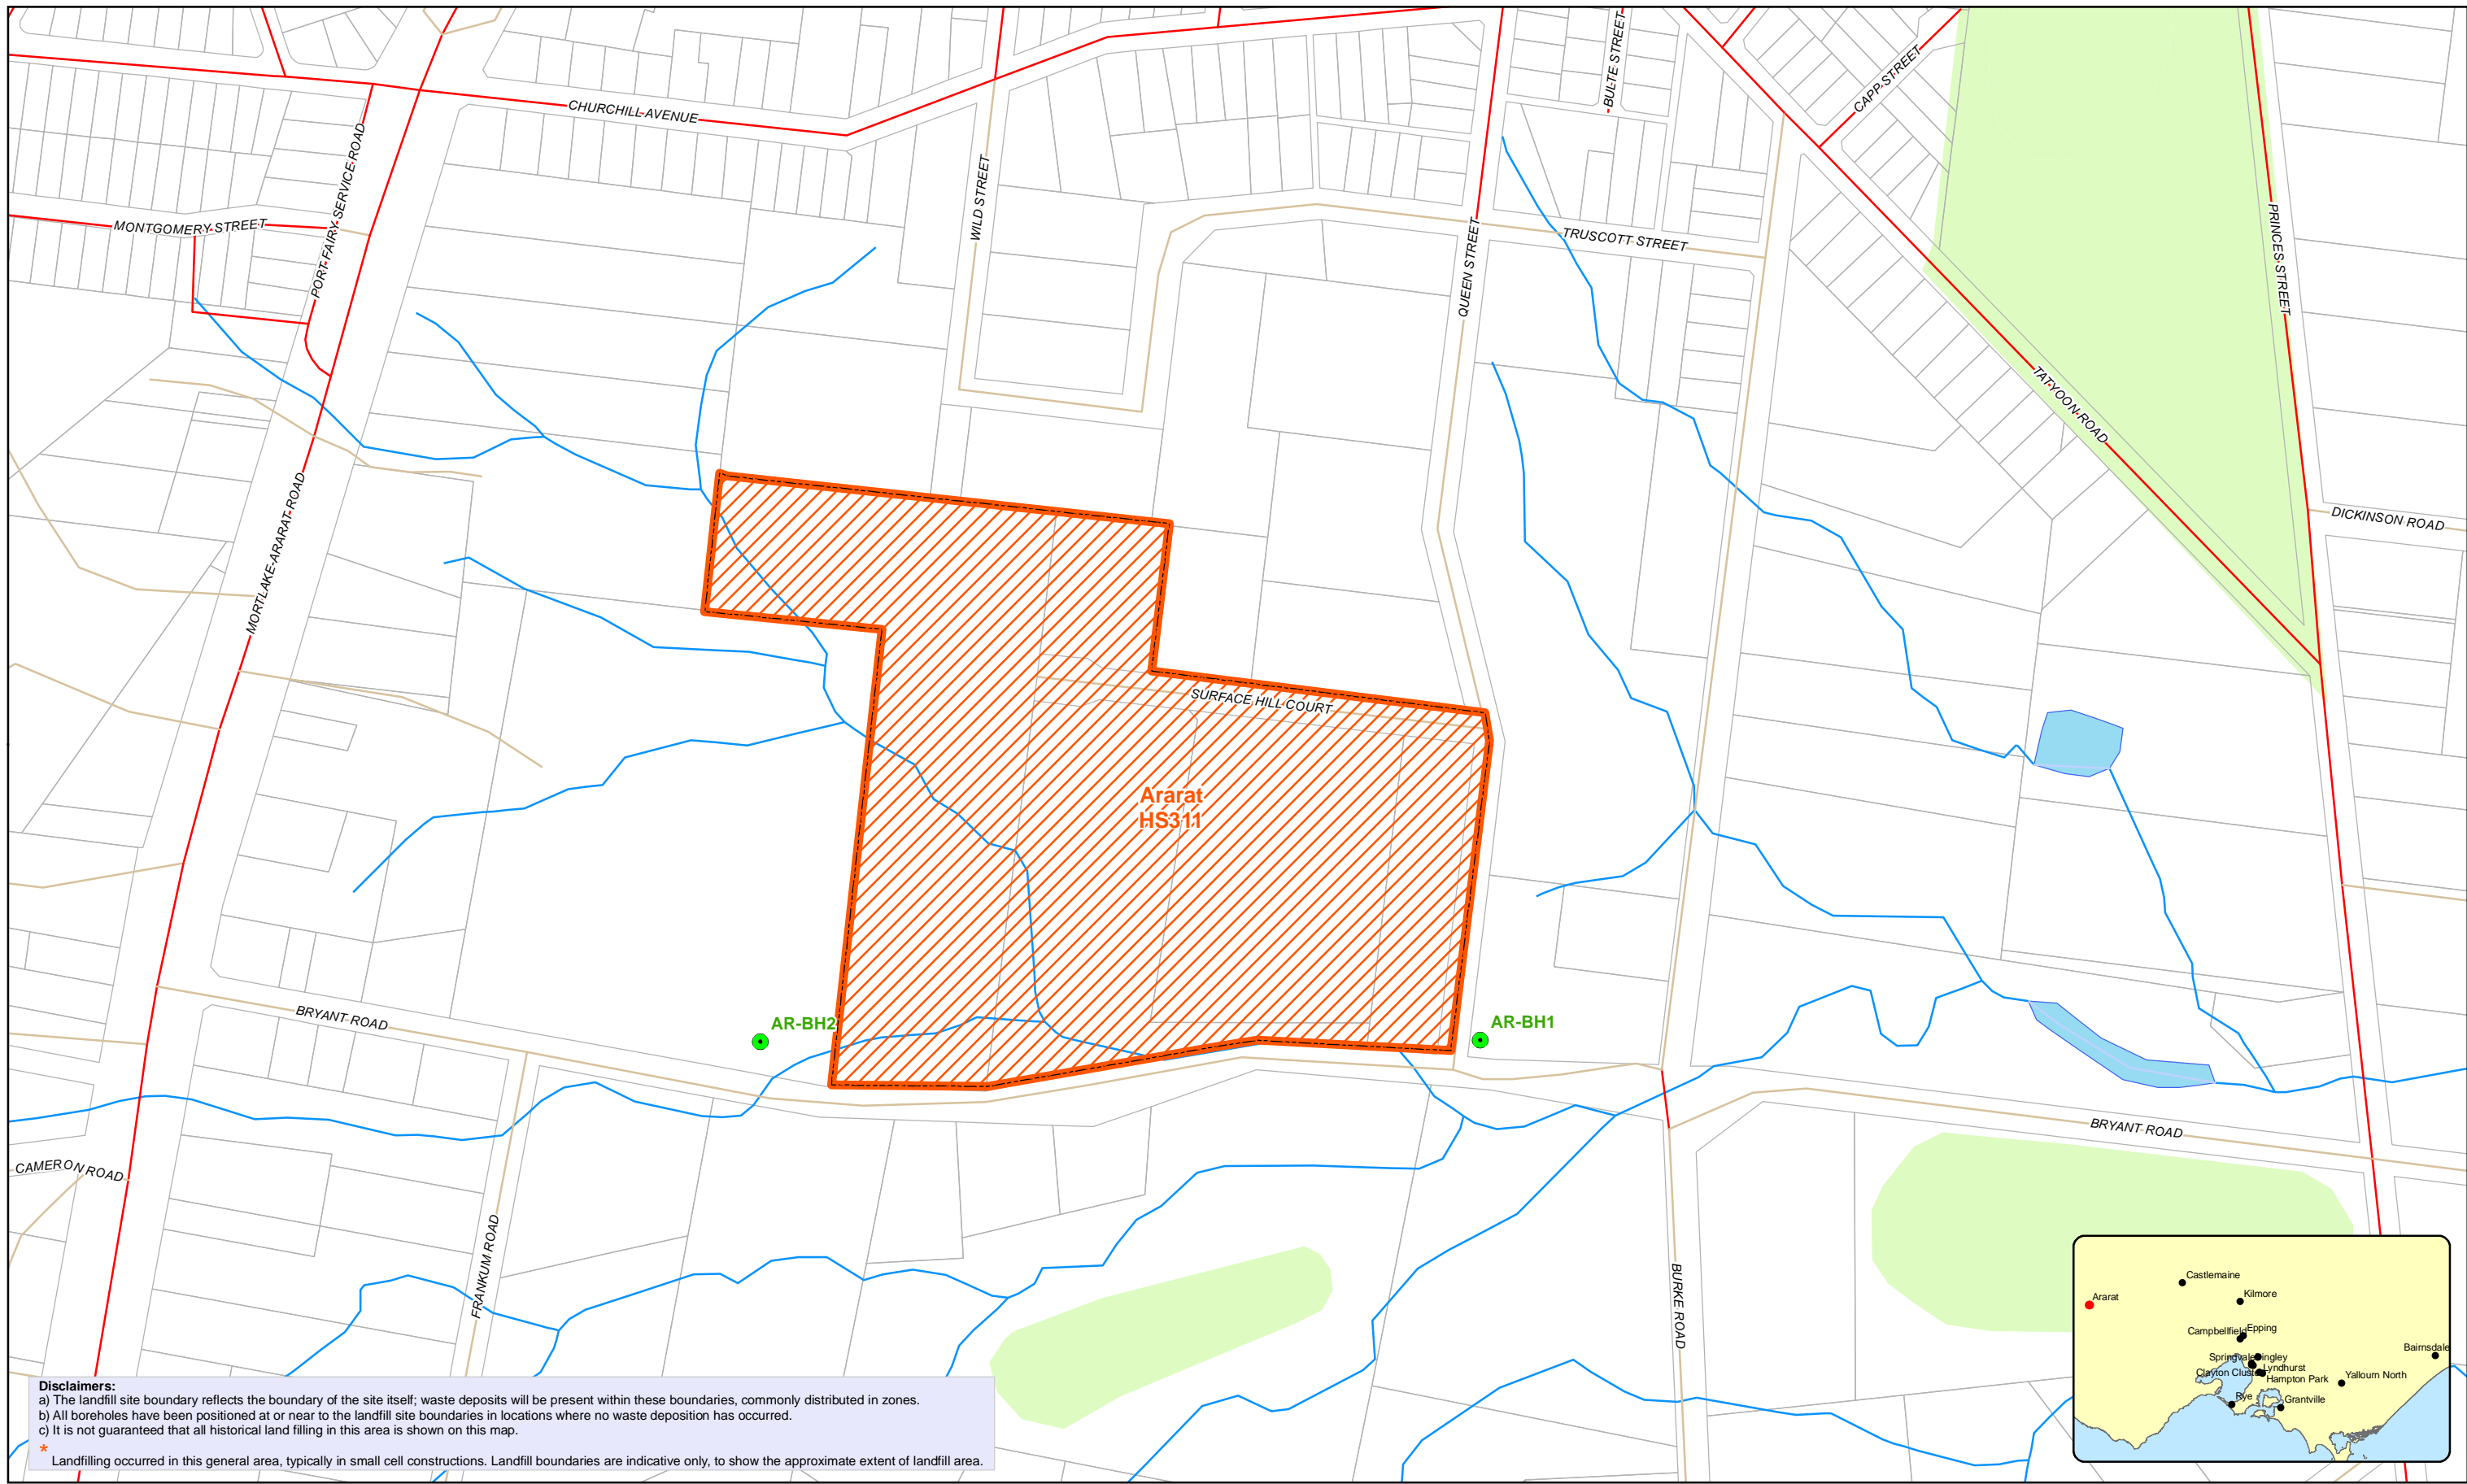 BULTE STREET
CAPP STREET
CHURCHILL AVENUE
PORT FAIRY SERVICE ROAD
WILD STREET
MONTGOMERY STREET
TRUSCOTT STREET
QUEEN STREET
PRINCES STREET
TATYOON ROAD
DICKINSON ROAD
MORTLAKE-ARARAT ROAD
SURFACE HILL COURT
Ararat
HS311
BRYANT ROAD
AR-BH2
AR-BH1
BRYANT ROAD
CAMERON ROAD
FRANKUM ROAD
BURKE ROAD
Castlemaine
Ararat
Kilmore
Epping
Campbellfield
Bairnsdale
Springvale
Lyndhurst
Hampton Park
Yallourn North
Rye
Grantville
Disclaimers:
a) The landfill site boundary reflects the boundary of the site itself; waste deposits will be present within these boundaries, commonly distributed in zones.
b) All boreholes have been positioned at or near to the landfill site boundaries in locations where no waste deposition has occurred.
c) It is not guaranteed that all historical land filling in this area is shown on this map.
*
Landfilling occurred in this general area, typically in small cell constructions. Landfill boundaries are indicative only, to show the approximate extent of landfill area.